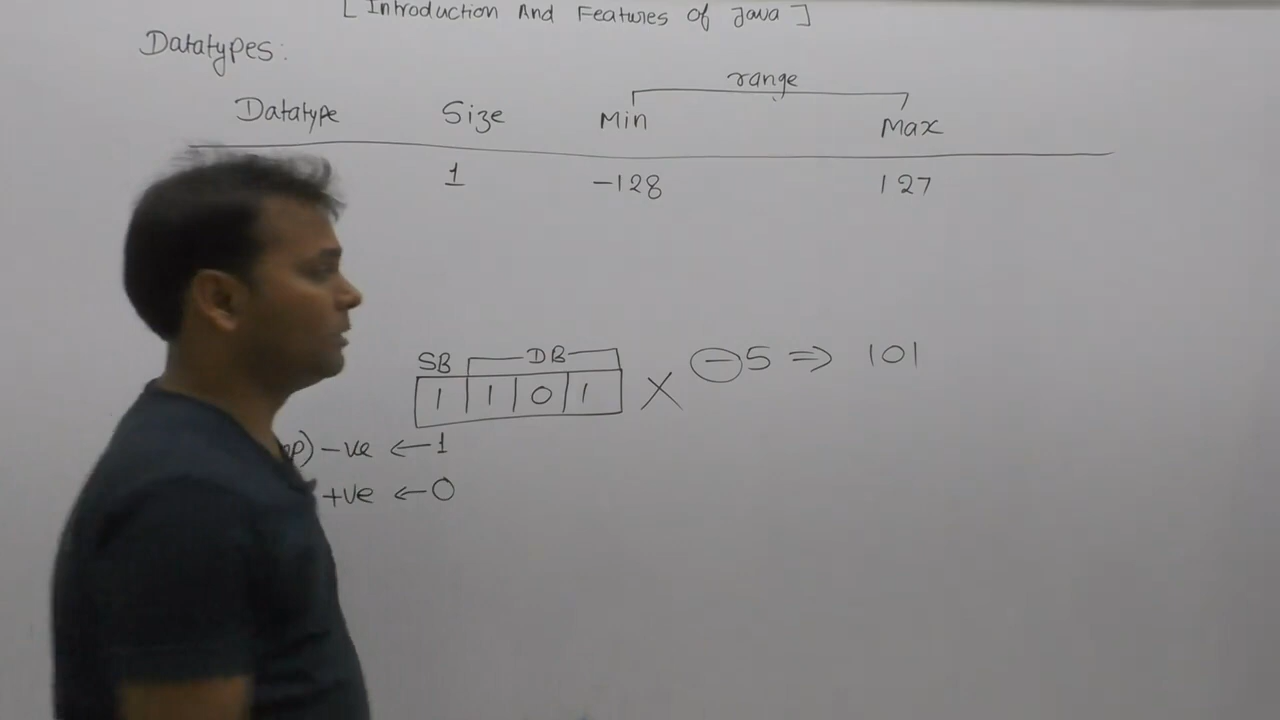 [ Introduction And Features of Java ]
Datatypes:
range
Datatype Size Min Max
1 -128 127
SB DB
1 1 0 1 X -5 ⇒ 101
) -ve ← 1
+ve ← 0